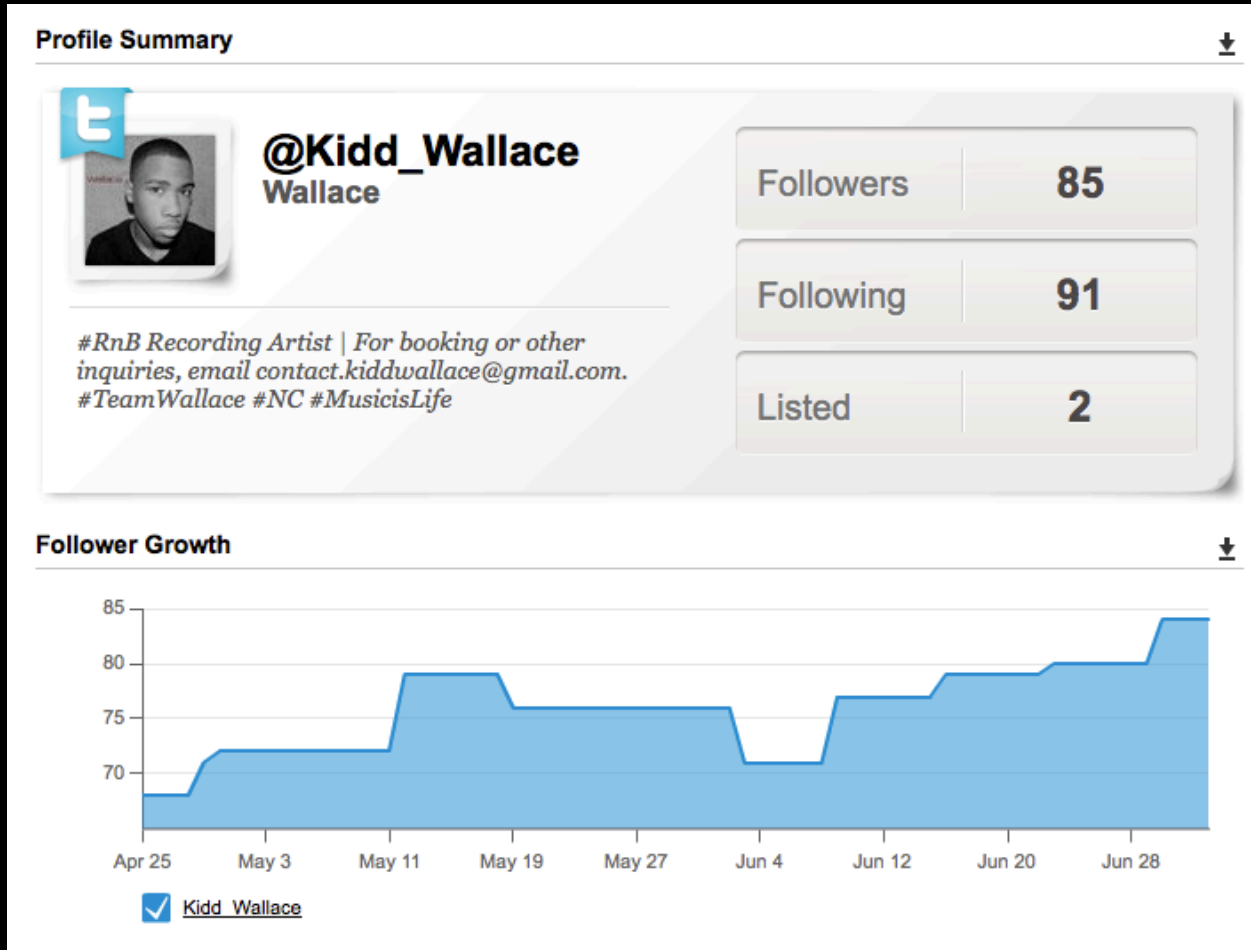 Profile Summary
@Kidd_Wallace
Wallace
#RnB Recording Artist | For booking or other
inquiries, email contact.kiddwallace@gmail.com.
#TeamWallace #NC #MusicisLife
Followers 85
Following 91
Listed 2
Follower Growth
85
80
75
70
Apr 25 May 3 May 11 May 19 May 27 Jun 4 Jun 12 Jun 20 Jun 28
Kidd_Wallace